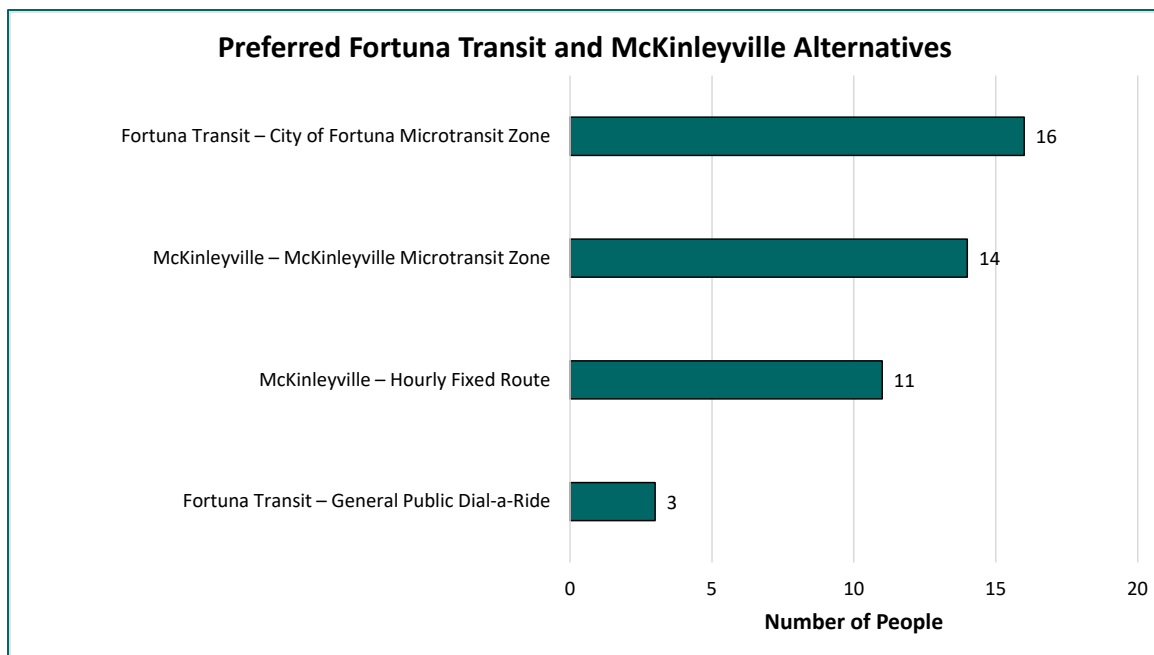 Preferred Fortuna Transit and McKinleyville Alternatives
Fortuna Transit – City of Fortuna Microtransit Zone
16
McKinleyville – McKinleyville Microtransit Zone
14
McKinleyville – Hourly Fixed Route
11
Fortuna Transit – General Public Dial-a-Ride
3
0 5 10 15 20
Number of People